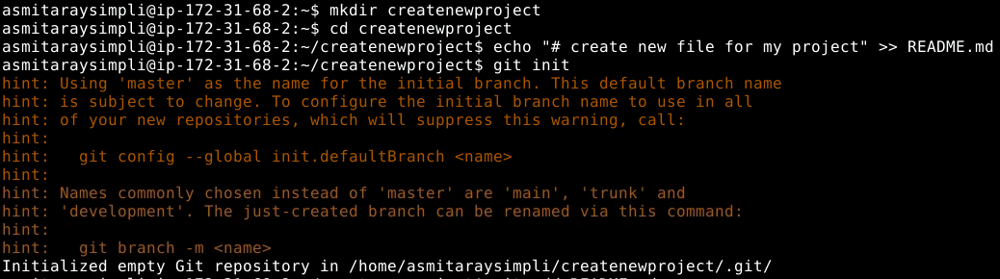 asmitaraysimpli@ip-172-31-68-2:~$ mkdir createnewproject
asmitaraysimpli@ip-172-31-68-2:~$ cd createnewproject
asmitaraysimpli@ip-172-31-68-2:~/createnewproject$ echo "# create new file for my project" >> README.md
asmitaraysimpli@ip-172-31-68-2:~/createnewproject$ git init
hint: Using 'master' as the name for the initial branch. This default branch name
hint: is subject to change. To configure the initial branch name to use in all
hint: of your new repositories, which will suppress this warning, call:
hint:
hint:   git config --global init.defaultBranch <name>
hint:
hint: Names commonly chosen instead of 'master' are 'main', 'trunk' and
hint: 'development'. The just-created branch can be renamed via this command:
hint:
hint:   git branch -m <name>
Initialized empty Git repository in /home/asmitaraysimpli/createnewproject/.git/